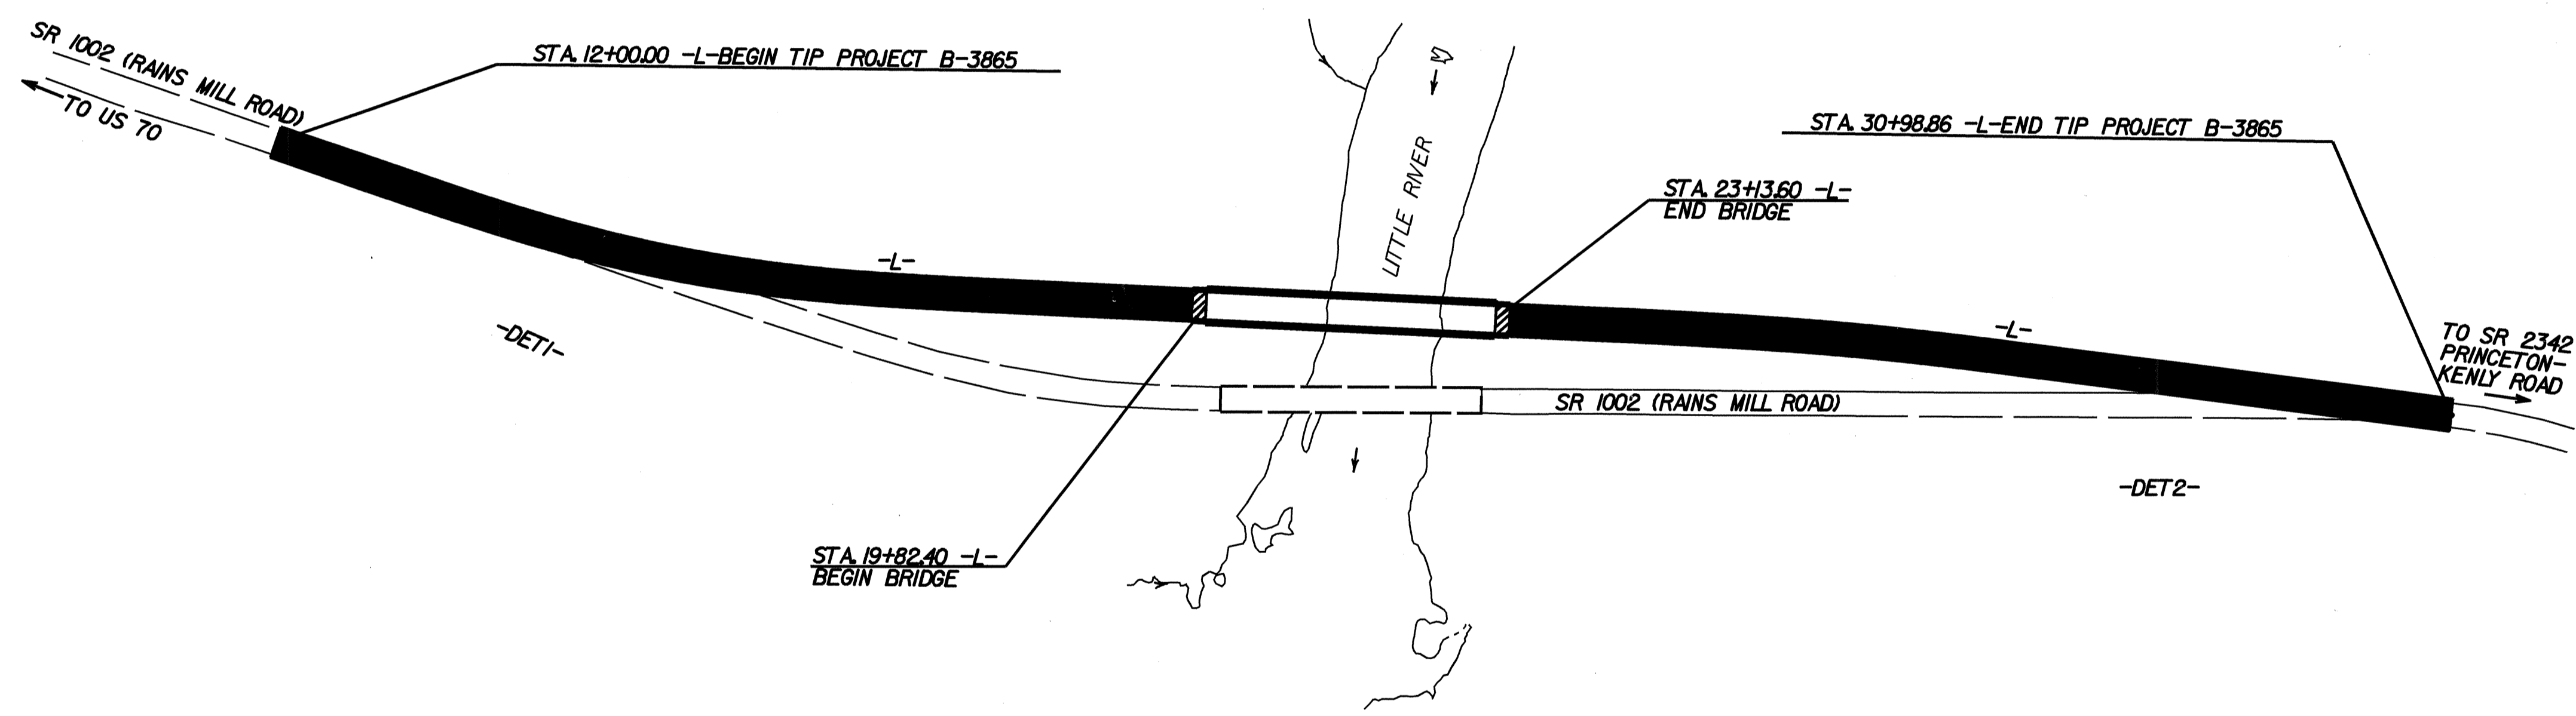 SR 1002 (RAINS MILL ROAD)
TO US 70
STA. 12+00.00 -L- BEGIN TIP PROJECT B-3865
LITTLE RIVER
STA. 30+98.86 -L- END TIP PROJECT B-3865
STA. 23+13.60 -L-
END BRIDGE
-L-
-L-
-DET1-
TO SR 2342
PRINCETON-
KENLY ROAD
SR 1002 (RAINS MILL ROAD)
-DET2-
STA. 19+82.40 -L-
BEGIN BRIDGE